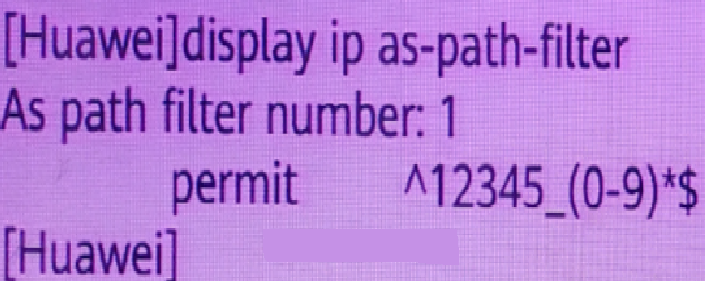 [Huawei]display ip as-path-filter
As path filter number: 1
permit ^12345_(0-9)*$
[Huawei]